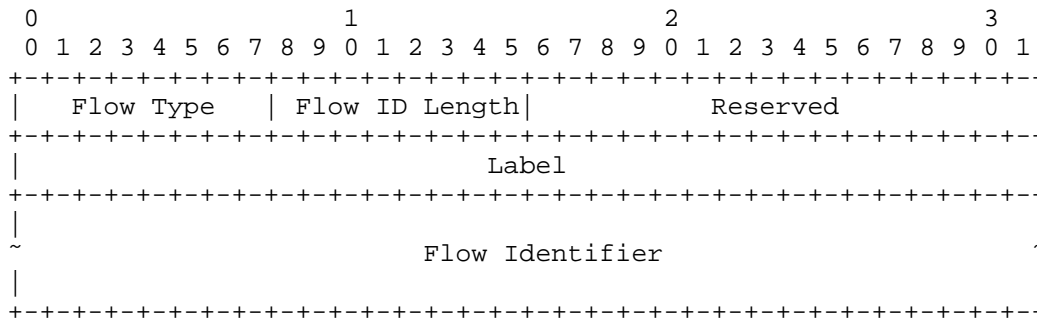 0                   1                   2                   3
 0 1 2 3 4 5 6 7 8 9 0 1 2 3 4 5 6 7 8 9 0 1 2 3 4 5 6 7 8 9 0 1
+-+-+-+-+-+-+-+-+-+-+-+-+-+-+-+-+-+-+-+-+-+-+-+-+-+-+-+-+-+-+-+--
|   Flow Type   | Flow ID Length|           Reserved
+-+-+-+-+-+-+-+-+-+-+-+-+-+-+-+-+-+-+-+-+-+-+-+-+-+-+-+-+-+-+-+--
|                             Label
+-+-+-+-+-+-+-+-+-+-+-+-+-+-+-+-+-+-+-+-+-+-+-+-+-+-+-+-+-+-+-+--
|
~                         Flow Identifier                       ~
|
+-+-+-+-+-+-+-+-+-+-+-+-+-+-+-+-+-+-+-+-+-+-+-+-+-+-+-+-+-+-+-+--